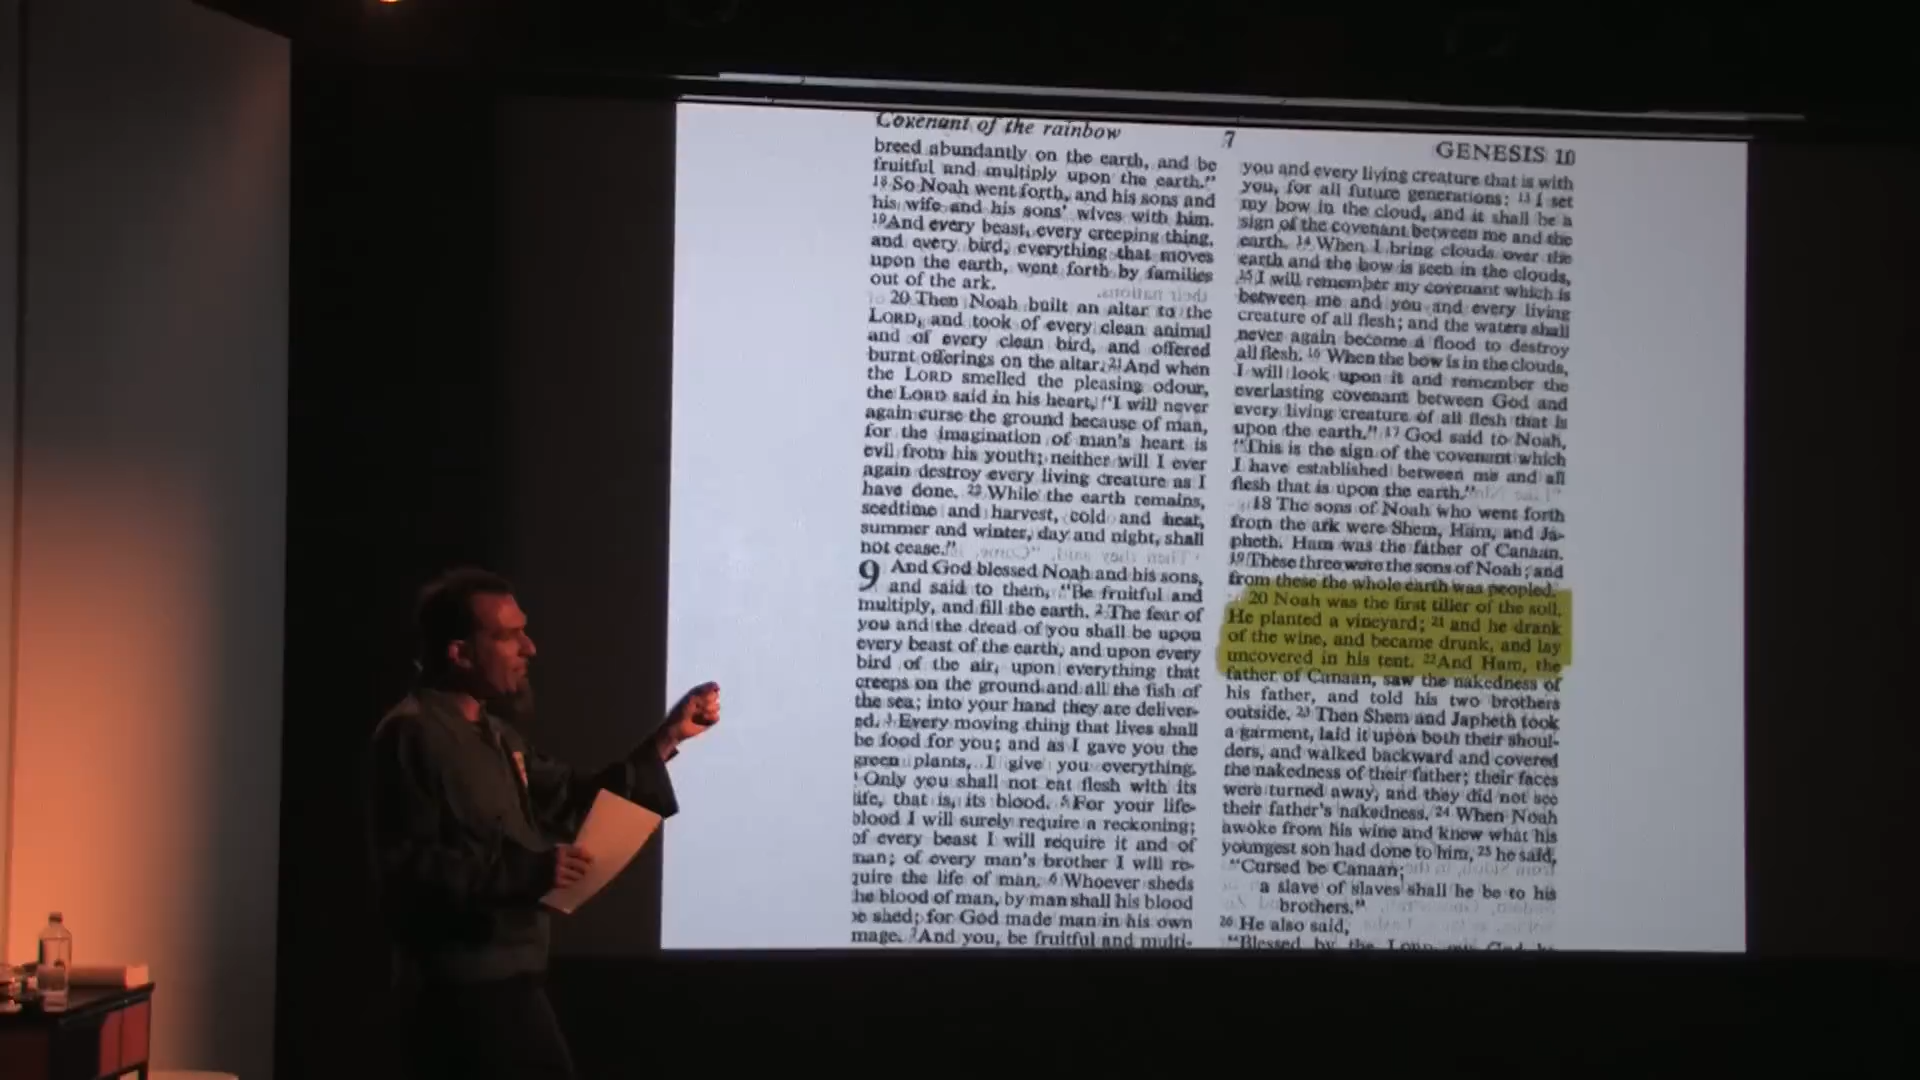 Covenant of the rainbow
7
GENESIS 10
breed abundantly on the earth, and be
fruitful and multiply upon the earth."
18 So Noah went forth, and his sons and
his wife and his sons' wives with him.
19 And every beast, every creeping thing,
and every bird, everything that moves
upon the earth, went forth by families
out of the ark.
20 Then Noah built an altar to the
LORD, and took of every clean animal
and of every clean bird, and offered
burnt offerings on the altar. 21 And when
the LORD smelled the pleasing odour,
the LORD said in his heart, "I will never
again curse the ground because of man,
for the imagination of man's heart is
evil from his youth; neither will I ever
again destroy every living creature as I
have done. 22 While the earth remains,
seedtime and harvest, cold and heat,
summer and winter, day and night, shall
not cease."
9 And God blessed Noah and his sons,
and said to them, "Be fruitful and
multiply, and fill the earth. 2 The fear of
you and the dread of you shall be upon
every beast of the earth, and upon every
bird of the air, upon everything that
creeps on the ground and all the fish of
the sea; into your hand they are deliver-
ed. 3 Every moving thing that lives shall
be food for you; and as I gave you the
green plants, I give you everything.
4 Only you shall not eat flesh with its
life, that is, its blood. 5 For your life-
blood I will surely require a reckoning;
of every beast I will require it and of
man; of every man's brother I will re-
quire the life of man. 6 Whoever sheds
he blood of man, by man shall his blood
be shed; for God made man in his own
mage. 7 And you, be fruitful and multi-
you and every living creature that is with
you, for all future generations: 13 I set
my bow in the cloud, and it shall be a
sign of the covenant between me and the
earth. 14 When I bring clouds over the
earth and the bow is seen in the clouds,
15 I will remember my covenant which is
between me and you and every living
creature of all flesh; and the waters shall
never again become a flood to destroy
all flesh. 16 When the bow is in the clouds,
I will look upon it and remember the
everlasting covenant between God and
every living creature of all flesh that is
upon the earth." 17 God said to Noah,
"This is the sign of the covenant which
I have established between me and all
flesh that is upon the earth."
18 The sons of Noah who went forth
from the ark were Shem, Ham, and Ja-
pheth. Ham was the father of Canaan.
19 These three were the sons of Noah; and
from these the whole earth was peopled.
20 Noah was the first tiller of the soil.
He planted a vineyard; 21 and he drank
of the wine, and became drunk, and lay
uncovered in his tent. 22 And Ham, the
father of Canaan, saw the nakedness of
his father, and told his two brothers
outside. 23 Then Shem and Japheth took
a garment, laid it upon both their shoul-
ders, and walked backward and covered
the nakedness of their father; their faces
were turned away, and they did not see
their father's nakedness. 24 When Noah
awoke from his wine and knew what his
youngest son had done to him, 25 he said,
"Cursed be Canaan;
a slave of slaves shall he be to his
brothers."
26 He also said,
"Blessed by the LORD my God be